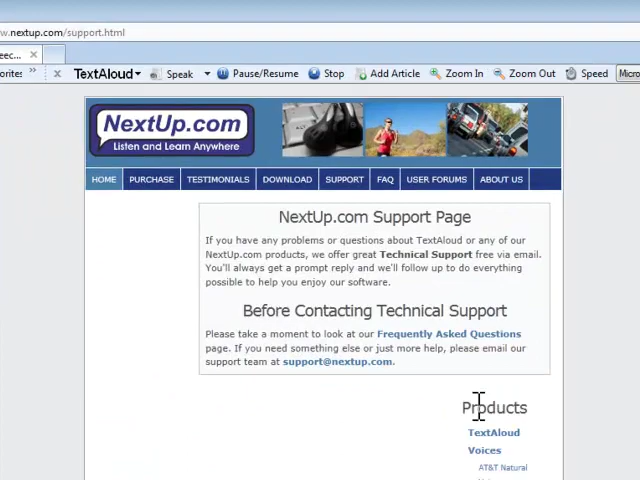 w.nextup.com/support.html
eec...
orites
TextAloud Speak Pause/Resume Stop Add Article Zoom In Zoom Out Speed Micro
NextUp.com
Listen and Learn Anywhere
HOME PURCHASE TESTIMONIALS DOWNLOAD SUPPORT FAQ USER FORUMS ABOUT US
NextUp.com Support Page
If you have any problems or questions about TextAloud or any of our
NextUp.com products, we offer great Technical Support free via email.
You'll always get a prompt reply and we'll follow up to do everything
possible to help you enjoy our software.
Before Contacting Technical Support
Please take a moment to look at our Frequently Asked Questions
page. If you need something else or just more help, please email our
support team at support@nextup.com.
Products
TextAloud
Voices
AT&T Natural